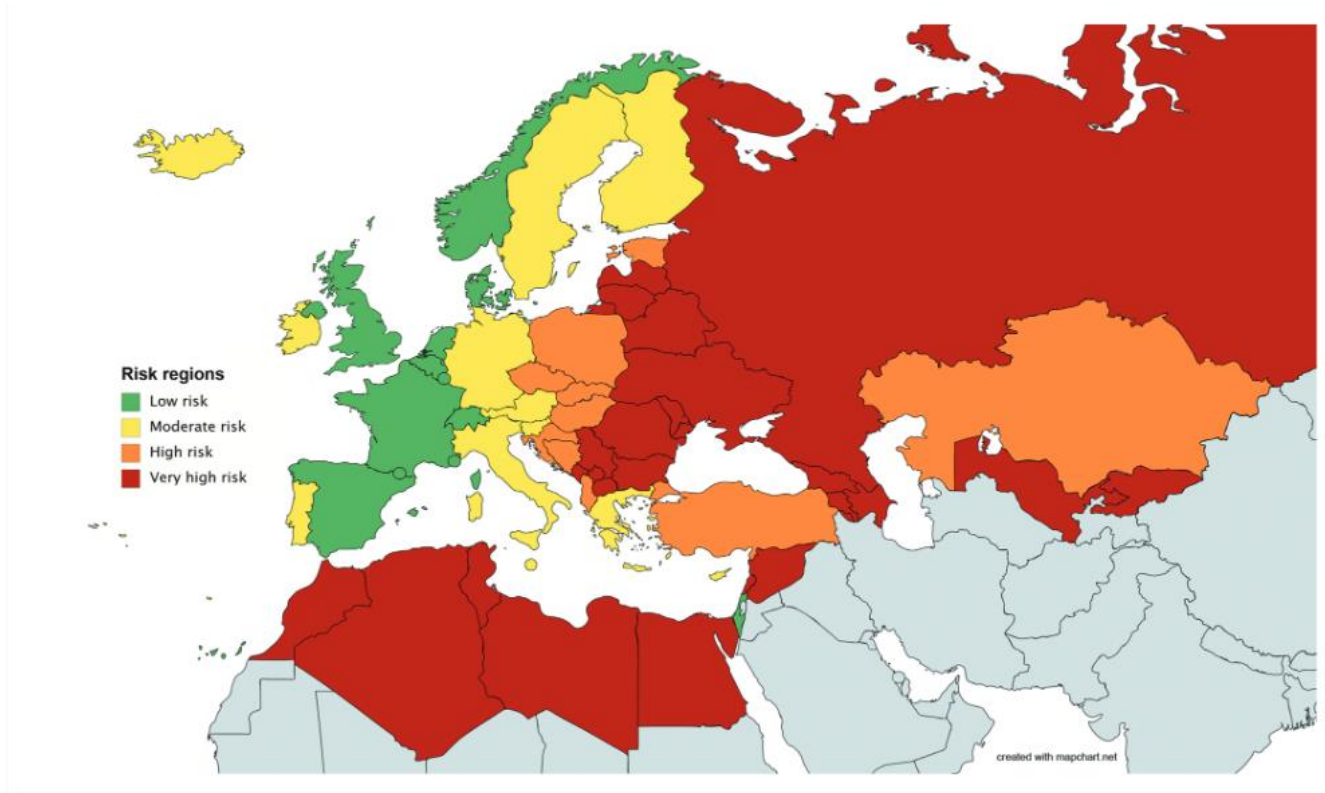 Risk regions
Low risk
Moderate risk
High risk
Very high risk
created with mapchart.net